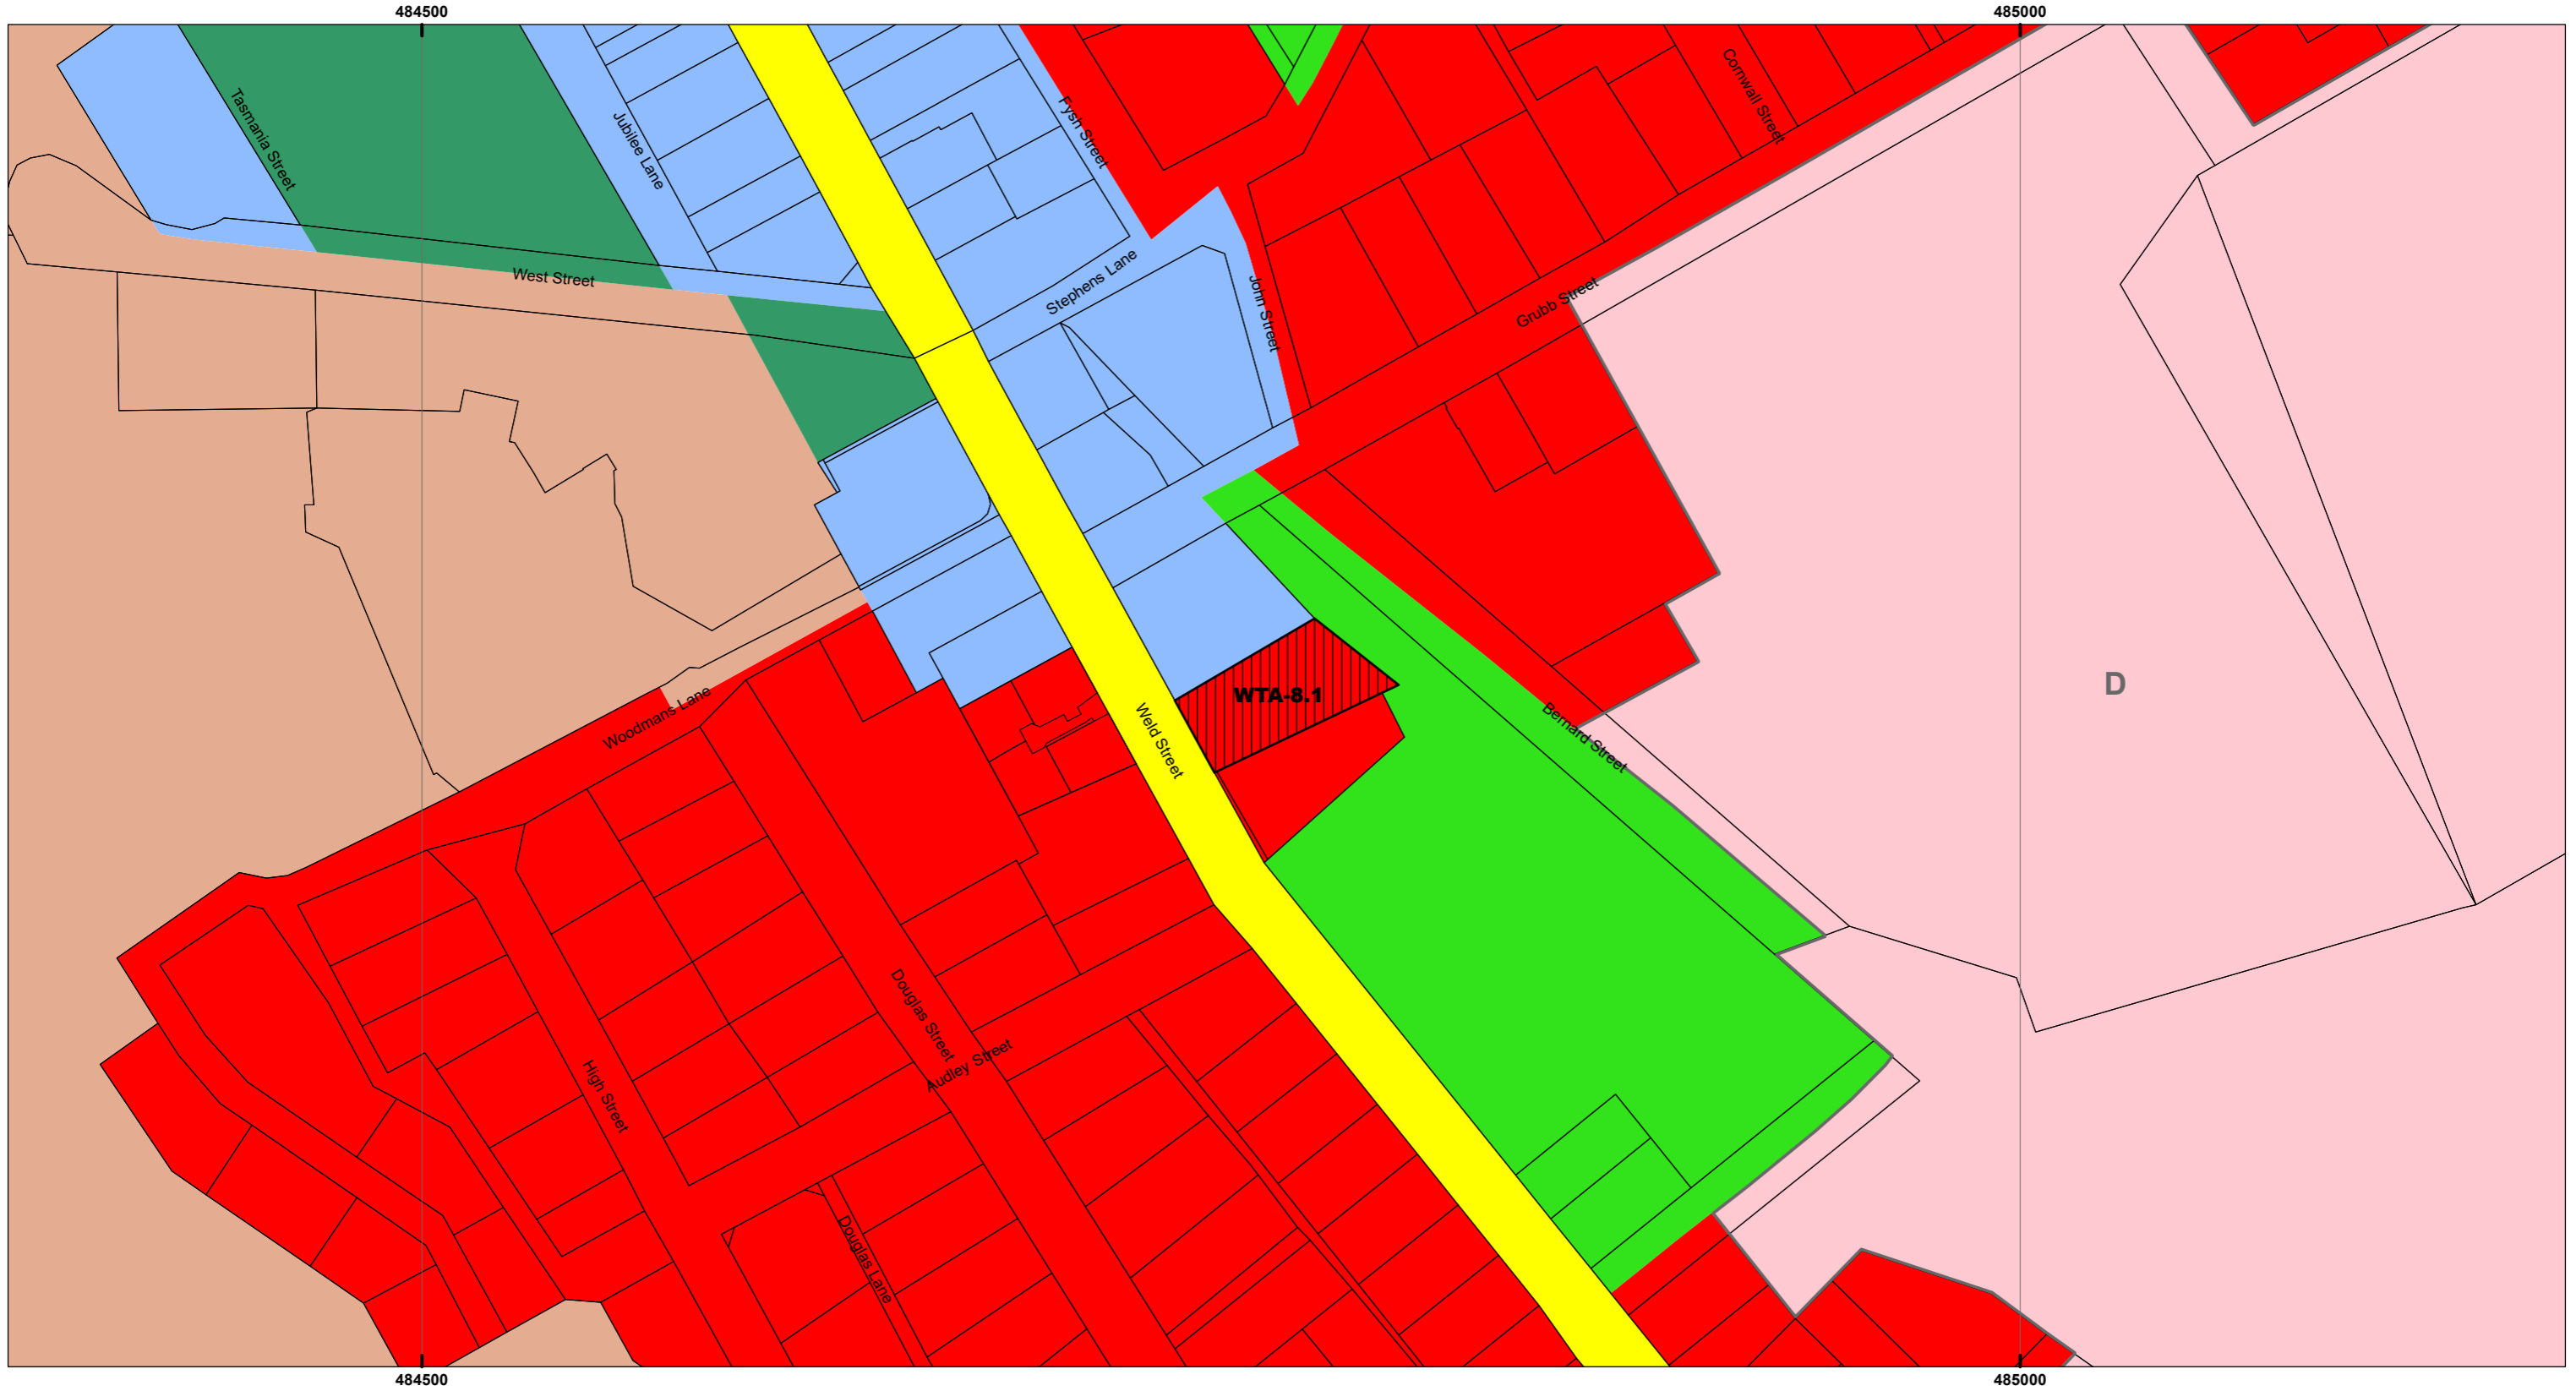 484500
485000
Cornwall Street
Tasmania Street
Jubilee Lane
Fysh Street
West Street
Stephens Lane
John Street
Grubb Street
D
WTA-8.1
Woodmans Lane
Weld Street
Bernard Street
Douglas Street
Audley Street
High Street
Douglas Lane
484500
485000